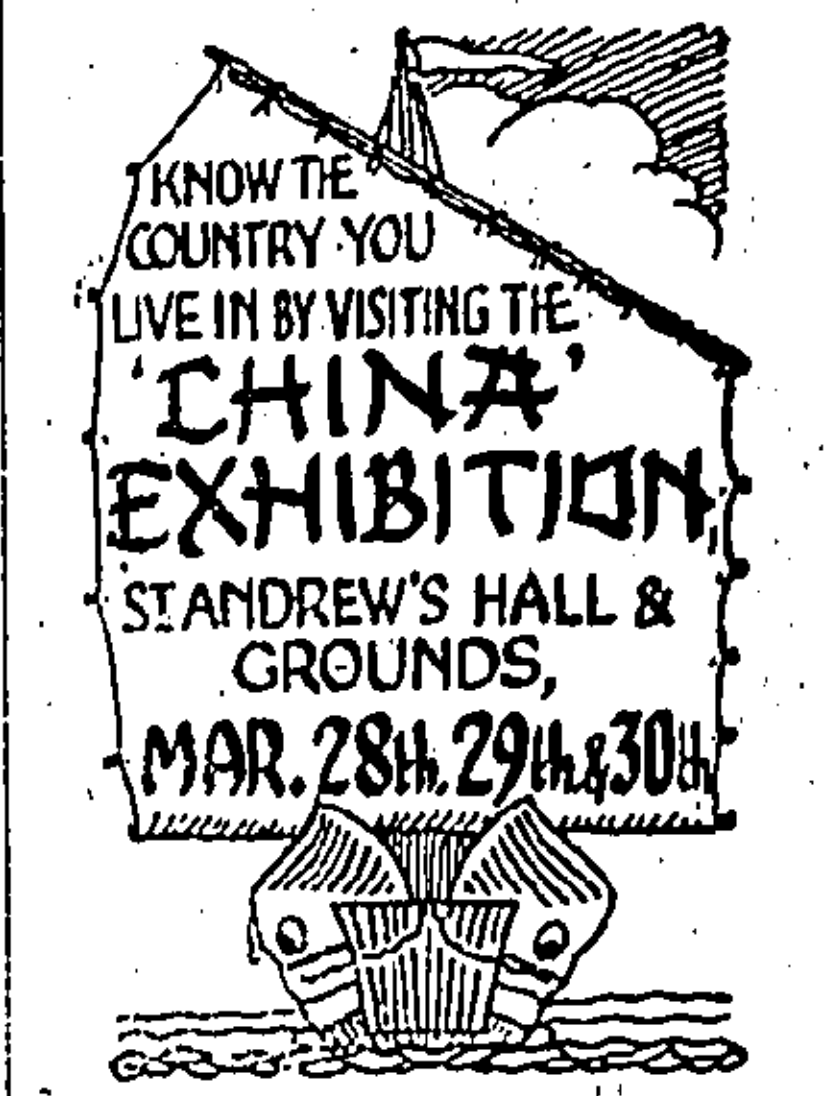 KNOW THE
COUNTRY YOU
LIVE IN BY VISITING THE
'CHINA'
EXHIBITION
ST ANDREW'S HALL &
GROUNDS,
MAR. 28th. 29th & 30th